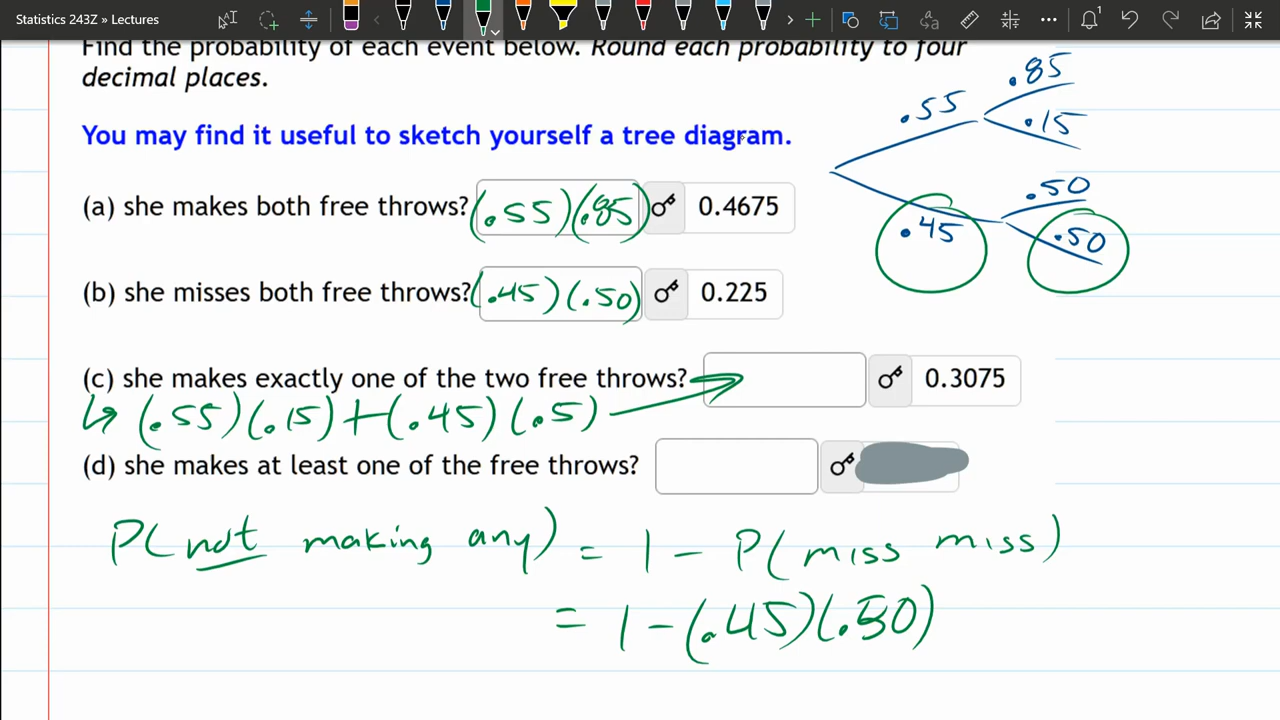 Statistics 243Z » Lectures
Find the probability of each event below. Round each probability to four
decimal places.
You may find it useful to sketch yourself a tree diagram.
.55
.85
.15
.45
.50
.50
(a) she makes both free throws? (.55)(.85) 0.4675
(b) she misses both free throws? (.45)(.50) 0.225
(c) she makes exactly one of the two free throws? 0.3075
(.55)(.15)+(.45)(.5)
(d) she makes at least one of the free throws?
P(not making any) = 1 - P(miss miss)
= 1 - (.45)(.50)